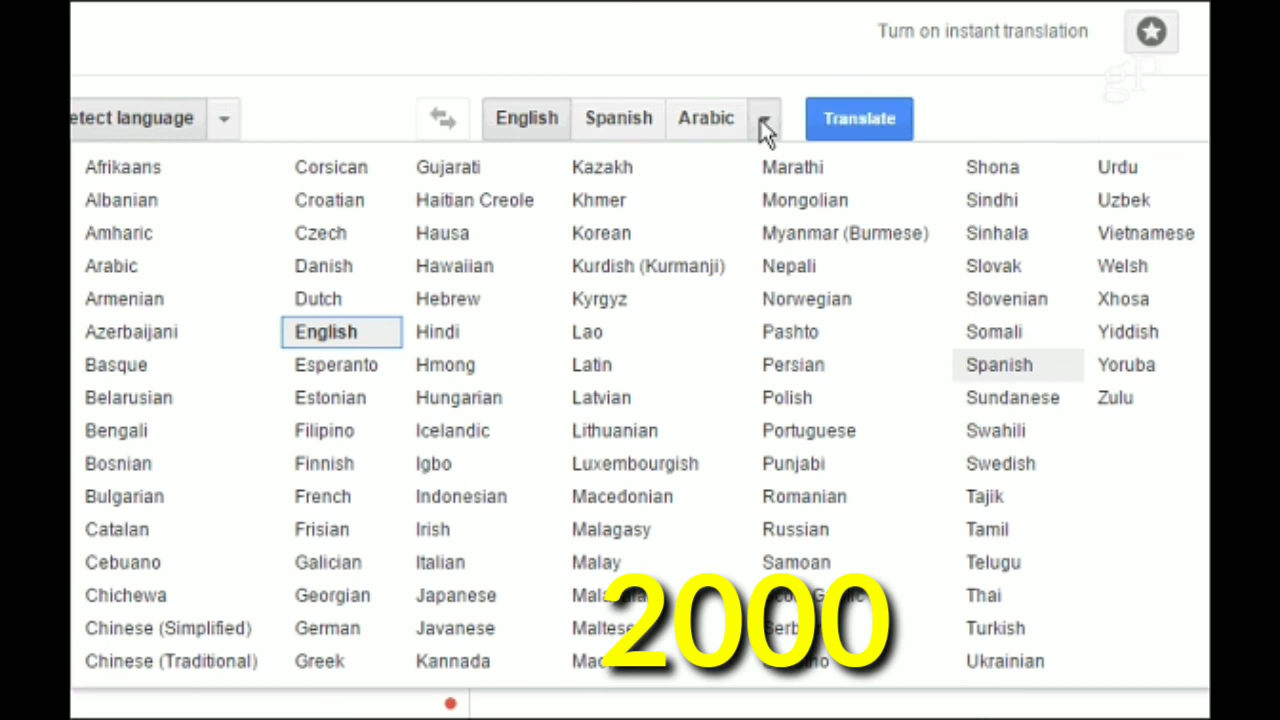 Turn on instant translation
gP
etect language English Spanish Arabic Translate
Afrikaans Corsican Gujarati Kazakh Marathi Shona Urdu
Albanian Croatian Haitian Creole Khmer Mongolian Sindhi Uzbek
Amharic Czech Hausa Korean Myanmar (Burmese) Sinhala Vietnamese
Arabic Danish Hawaiian Kurdish (Kurmanji) Nepali Slovak Welsh
Armenian Dutch Hebrew Kyrgyz Norwegian Slovenian Xhosa
Azerbaijani English Hindi Lao Pashto Somali Yiddish
Basque Esperanto Hmong Latin Persian Spanish Yoruba
Belarusian Estonian Hungarian Latvian Polish Sundanese Zulu
Bengali Filipino Icelandic Lithuanian Portuguese Swahili
Bosnian Finnish Igbo Luxembourgish Punjabi Swedish
Bulgarian French Indonesian Macedonian Romanian Tajik
Catalan Frisian Irish Malagasy Russian Tamil
Cebuano Galician Italian Malay Samoan Telugu
Chichewa Georgian Japanese Thai
Chinese (Simplified) German Javanese Maltese Turkish
Chinese (Traditional) Greek Kannada Ukrainian
2000